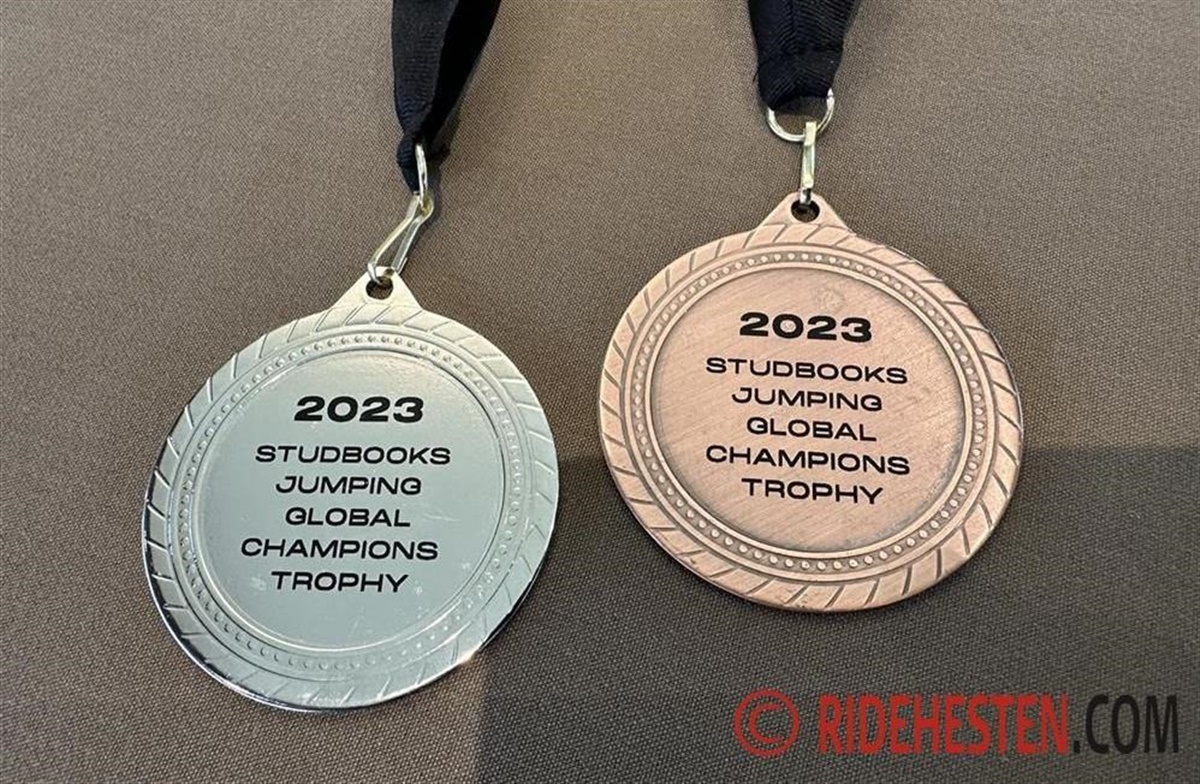 2023
STUDBOOKS
JUMPING
GLOBAL
CHAMPIONS
TROPHY
2023
STUDBOOKS
JUMPING
GLOBAL
CHAMPIONS
TROPHY
© RIDEHESTEN.COM